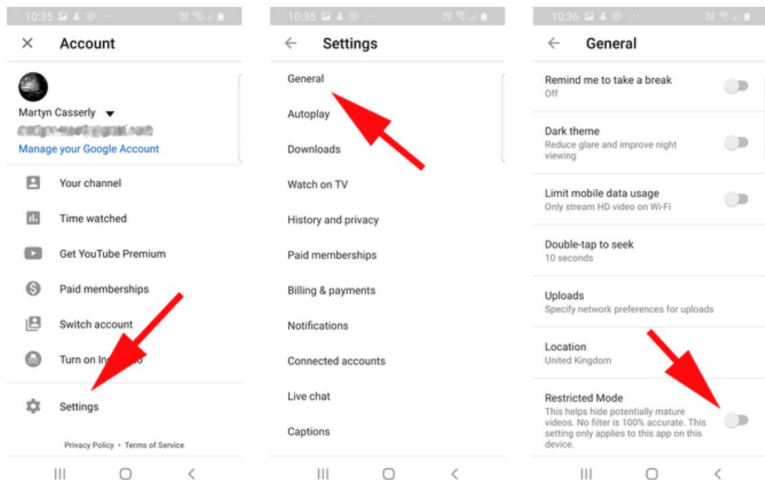 10:35
Account
Martyn Casserly
Manage your Google Account
Your channel
Time watched
Get YouTube Premium
Paid memberships
Switch account
Turn on In
Settings
Privacy Policy • Terms of Service
10:35
Settings
General
Autoplay
Downloads
Watch on TV
History and privacy
Paid memberships
Billing & payments
Notifications
Connected accounts
Live chat
Captions
10:36
General
Remind me to take a break
Off
Dark theme
Reduce glare and improve night
viewing
Limit mobile data usage
Only stream HD video on Wi-Fi
Double-tap to seek
10 seconds
Uploads
Specify network preferences for uploads
Location
United Kingdom
Restricted Mode
This helps hide potentially mature
videos. No filter is 100% accurate. This
setting only applies to this app on this
device.